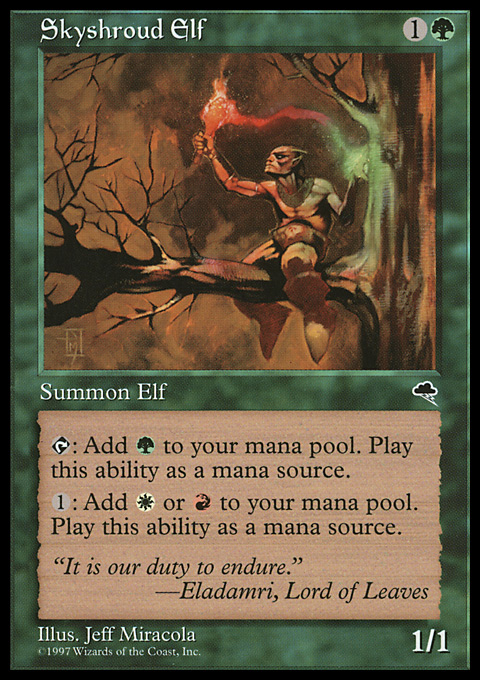 Skyshroud Elf 1
Summon Elf
: Add to your mana pool. Play
this ability as a mana source.
1: Add or to your mana pool.
Play this ability as a mana source.
“It is our duty to endure.”
—Eladamri, Lord of Leaves
Illus. Jeff Miracola
©1997 Wizards of the Coast, Inc.
1/1